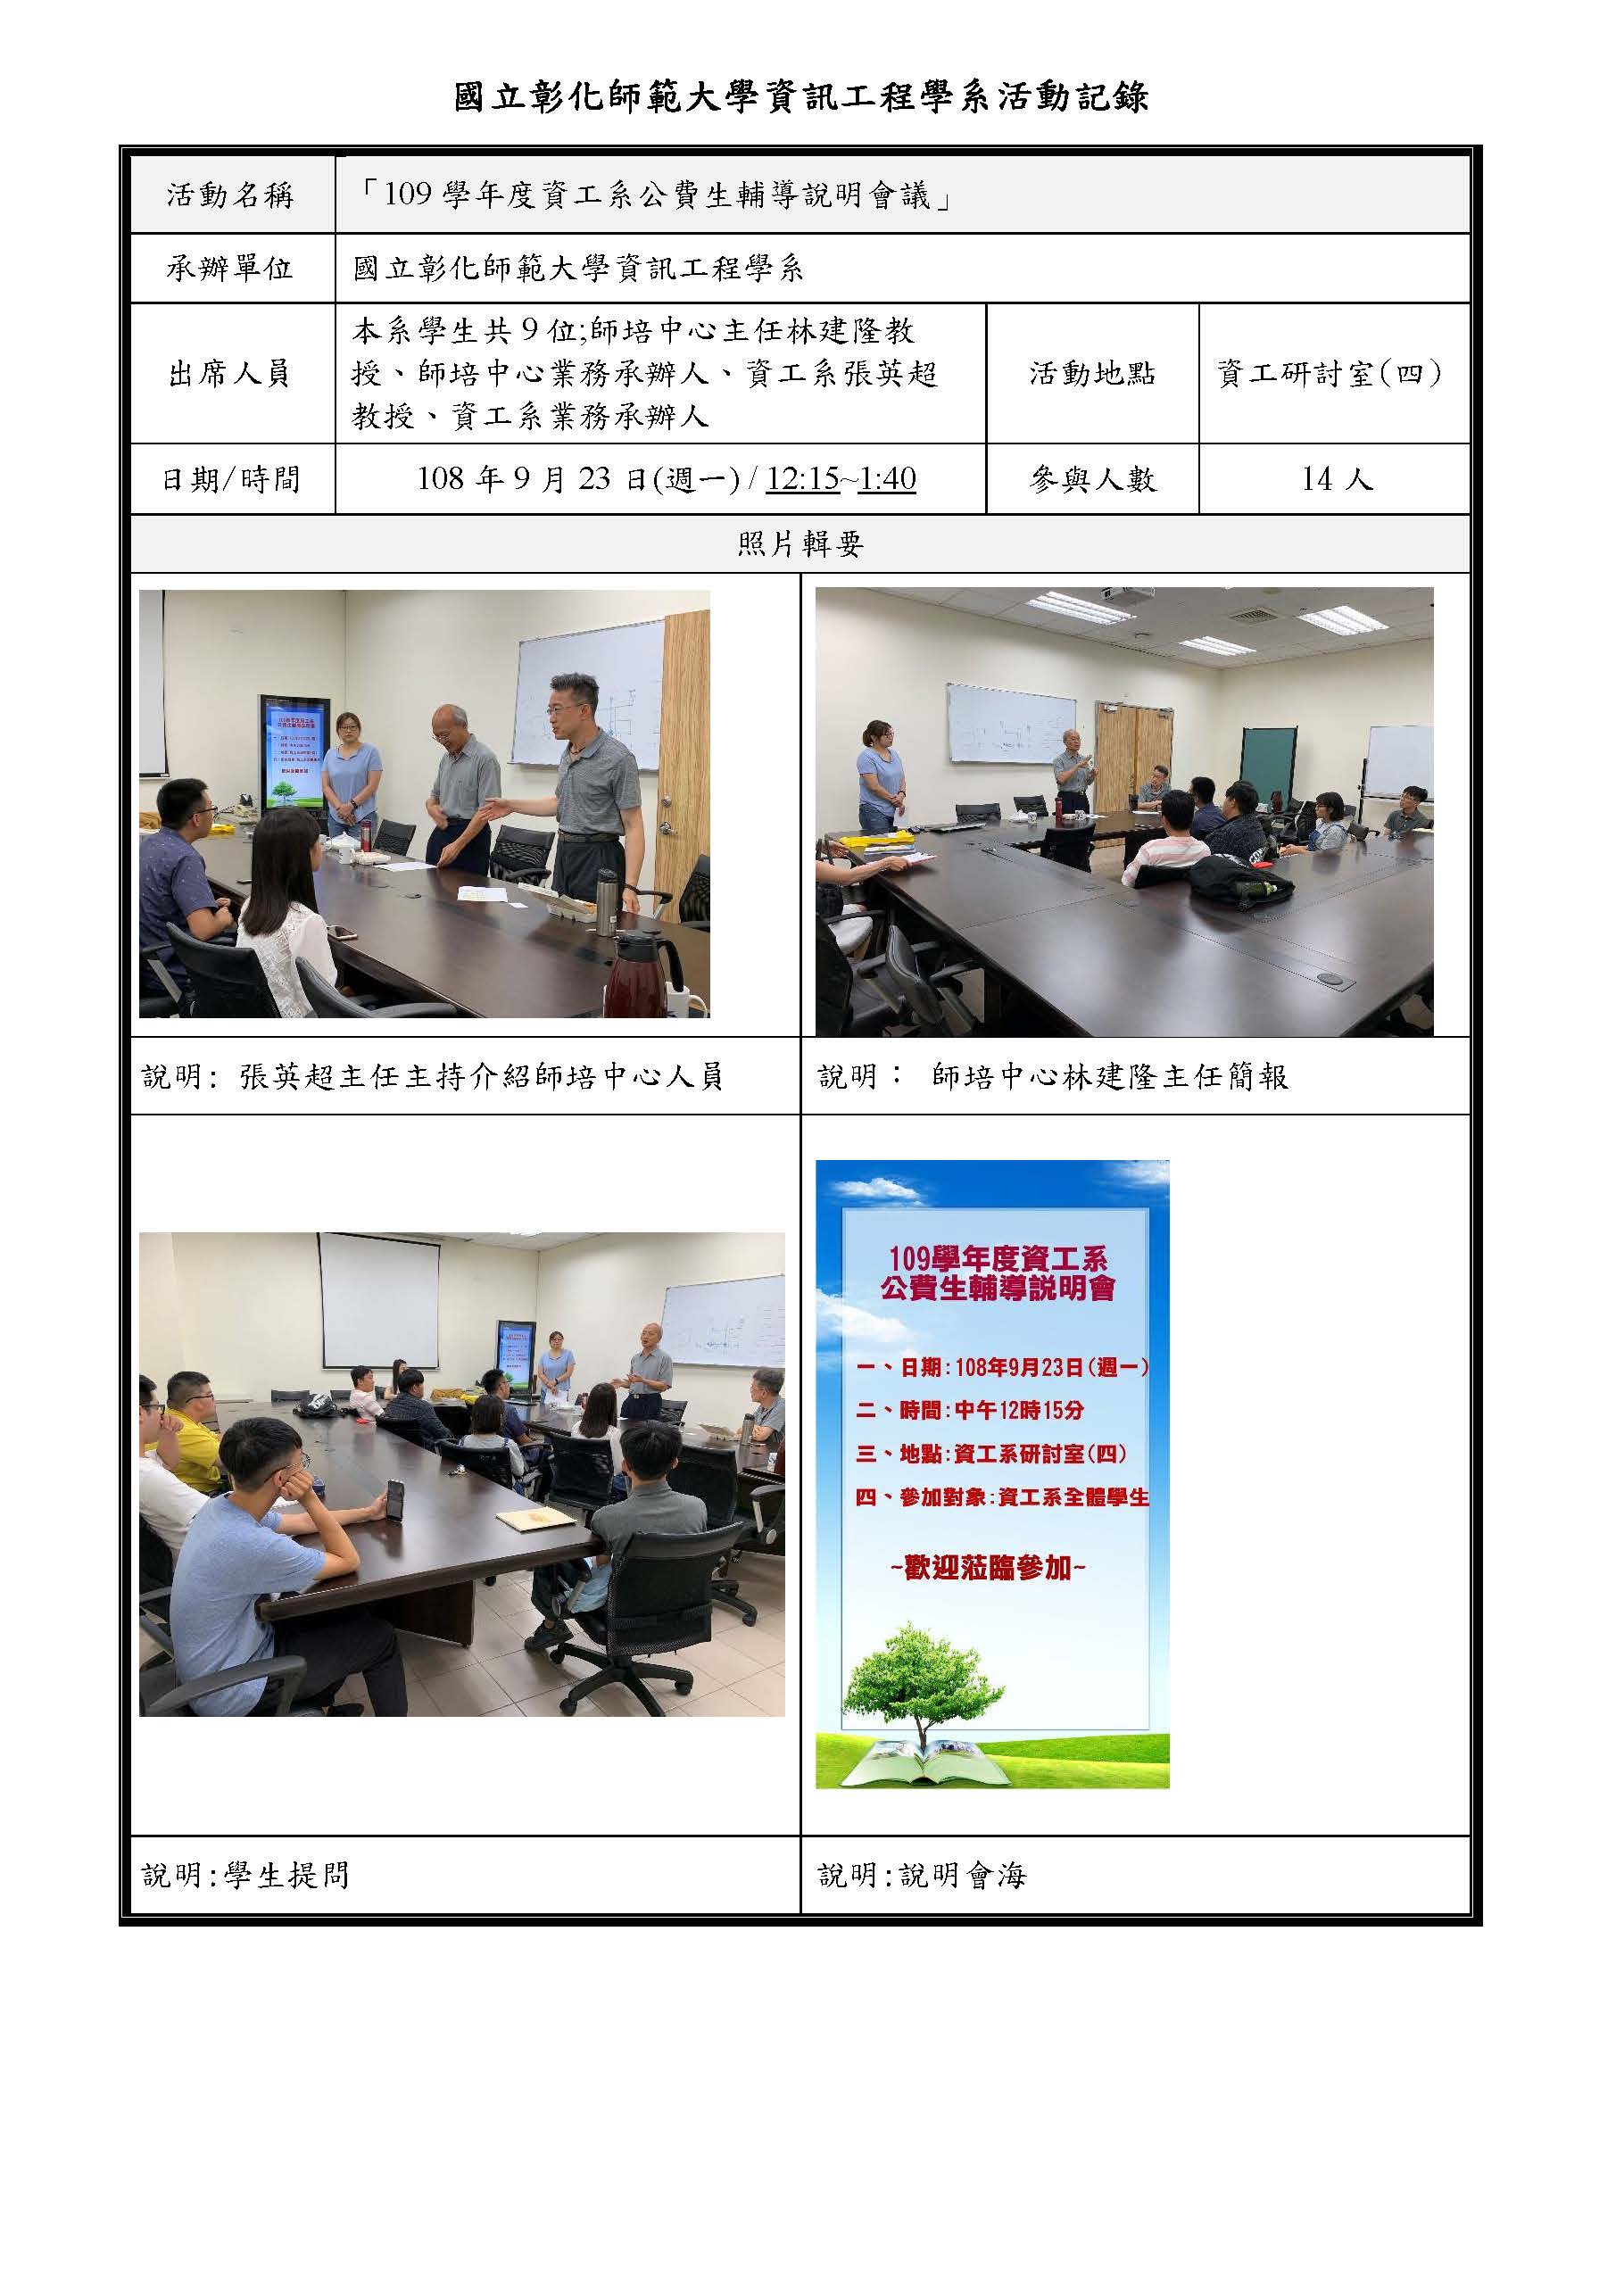 國立彰化師範大學資訊工程學系活動記錄
活動名稱
「109 學年度資工系公費生輔導說明會議」
承辦單位
國立彰化師範大學資訊工程學系
出席人員
本系學生共 9 位;師培中心主任林建隆教
授、師培中心業務承辦人、資工系張英超
教授、資工系業務承辦人
活動地點
資工研討室(四)
日期/時間
108 年 9 月 23 日(週一) / 12:15~1:40
參與人數
14 人
照片輯要
說明: 張英超主任主持介紹師培中心人員
說明： 師培中心林建隆主任簡報
109學年度資工系
公費生輔導説明會
一、日期:108年9月23日(週一)
二、時間:中午12時15分
三、地點:資工系研討室(四)
四、參加對象:資工系全體學生
~歡迎蒞臨參加~
說明:學生提問
說明:說明會海